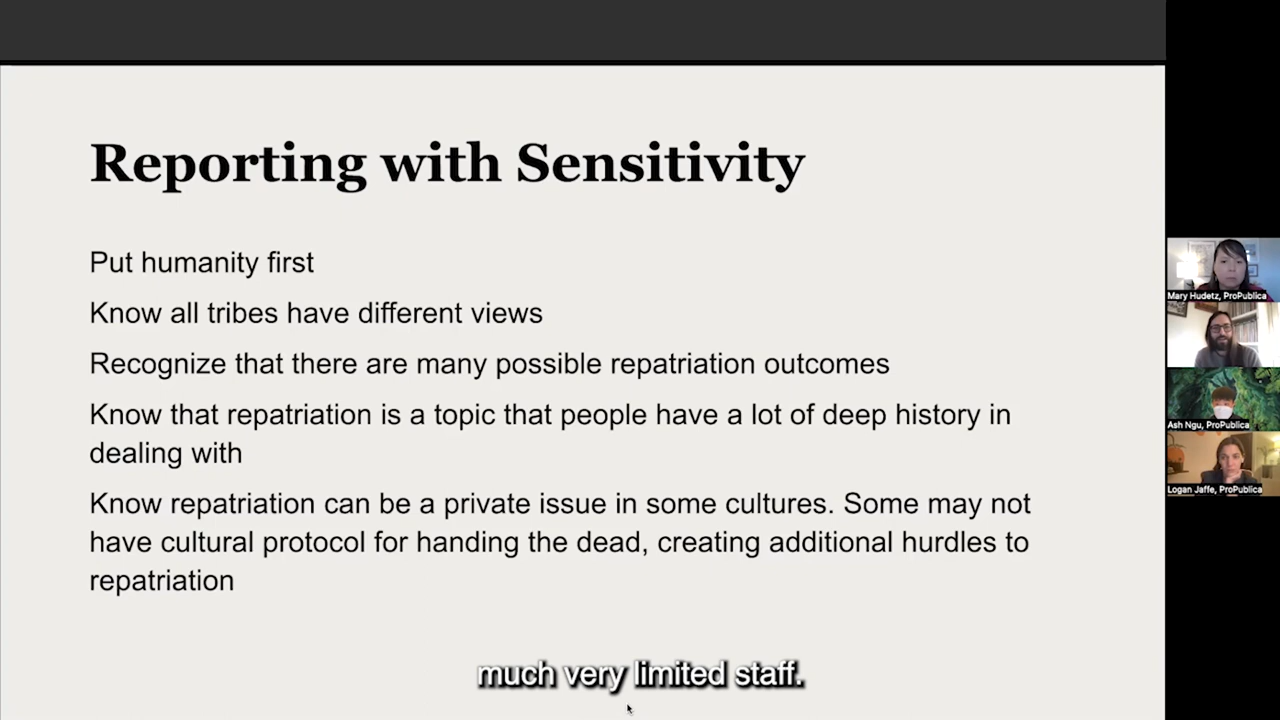 Reporting with Sensitivity
Put humanity first
Know all tribes have different views
Recognize that there are many possible repatriation outcomes
Know that repatriation is a topic that people have a lot of deep history in
dealing with
Know repatriation can be a private issue in some cultures. Some may not
have cultural protocol for handing the dead, creating additional hurdles to
repatriation
much very limited staff.
Mary Hudetz, ProPublica
Ash Ngu, ProPublica
Logan Jaffe, ProPublica